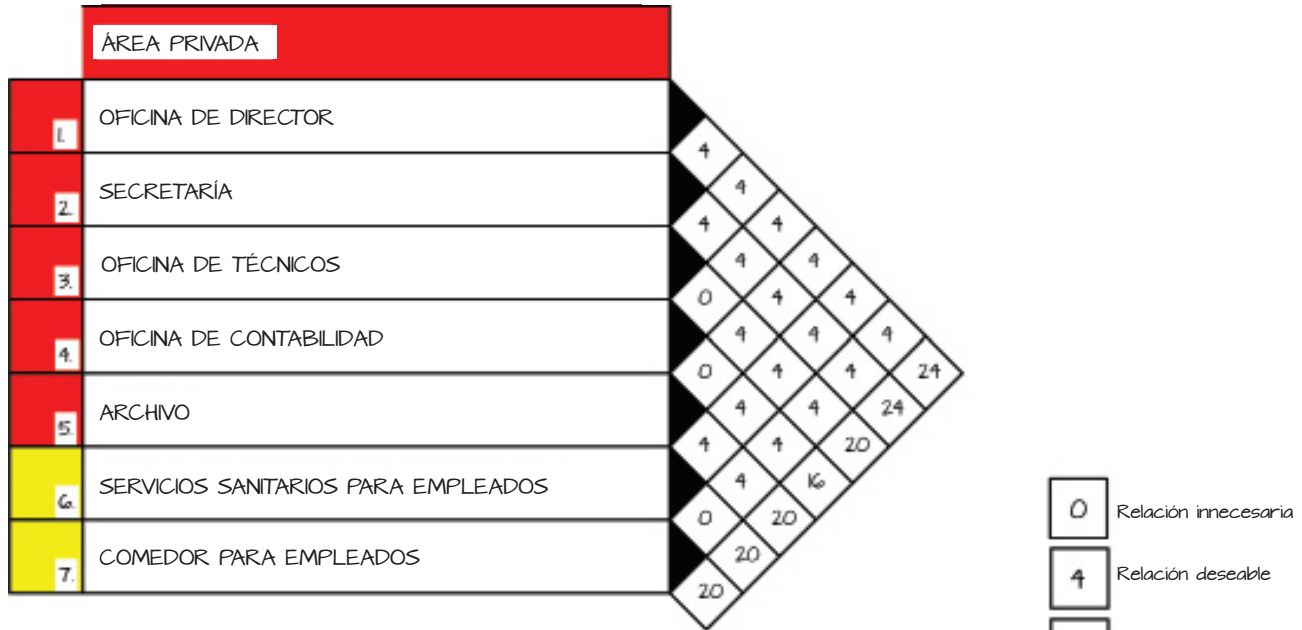 ÁREA PRIVADA
1. OFICINA DE DIRECTOR
4
2. SECRETARÍA
4
4 4
3. OFICINA DE TÉCNICOS
4 4
0 4 4
4. OFICINA DE CONTABILIDAD
4 4 4
0 4 4 24
5. ARCHIVO
4 4 24
4 4 20
6. SERVICIOS SANITARIOS PARA EMPLEADOS
4 16
0 20
7. COMEDOR PARA EMPLEADOS
20
20
0 Relación innecesaria
4 Relación deseable